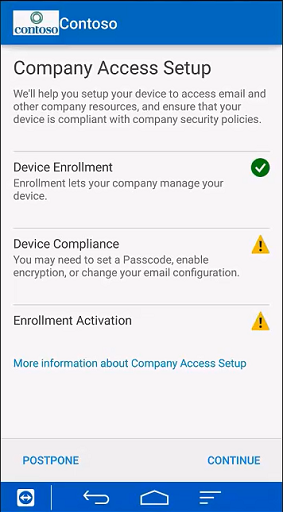 contoso
Contoso
Company Access Setup
We'll help you setup your device to access email and
other company resources, and ensure that your
device is compliant with company security policies.
Device Enrollment
Enrollment lets your company manage your
device.
Device Compliance
You may need to set a Passcode, enable
encryption, or change your email configuration.
Enrollment Activation
More information about Company Access Setup
POSTPONE
CONTINUE